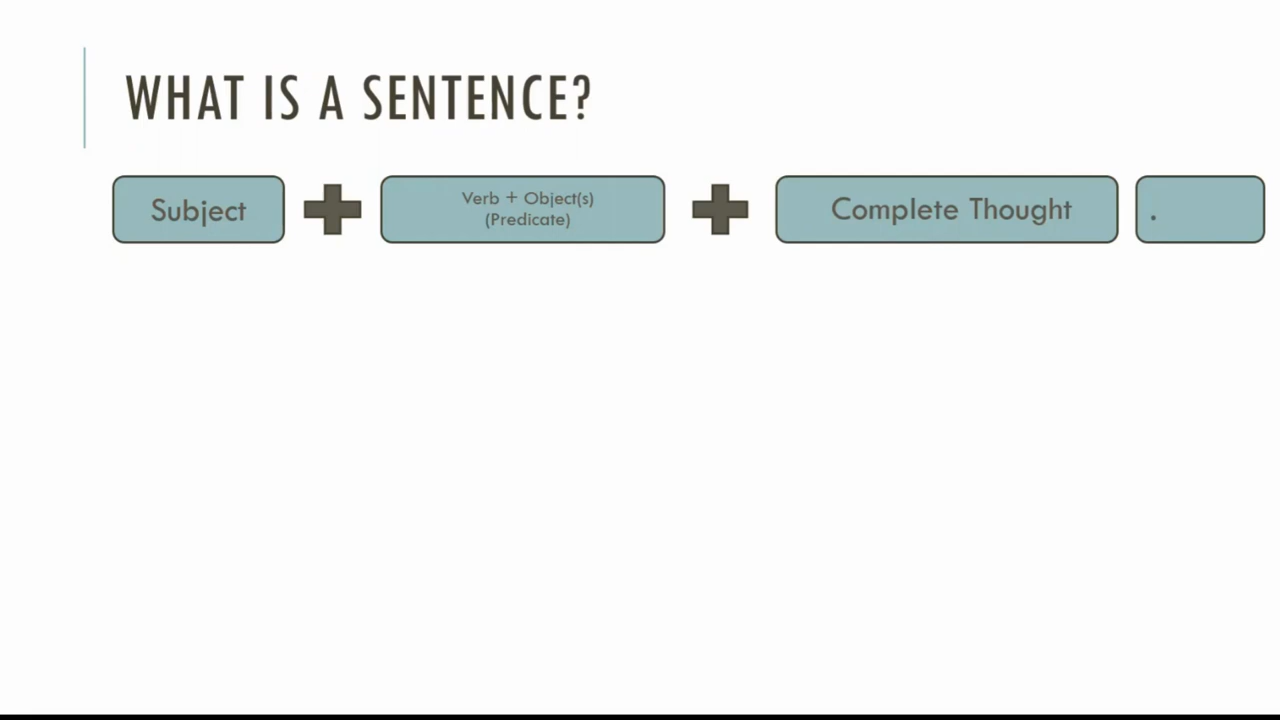 WHAT IS A SENTENCE?
Subject
Verb + Object(s)
(Predicate)
Complete Thought
.